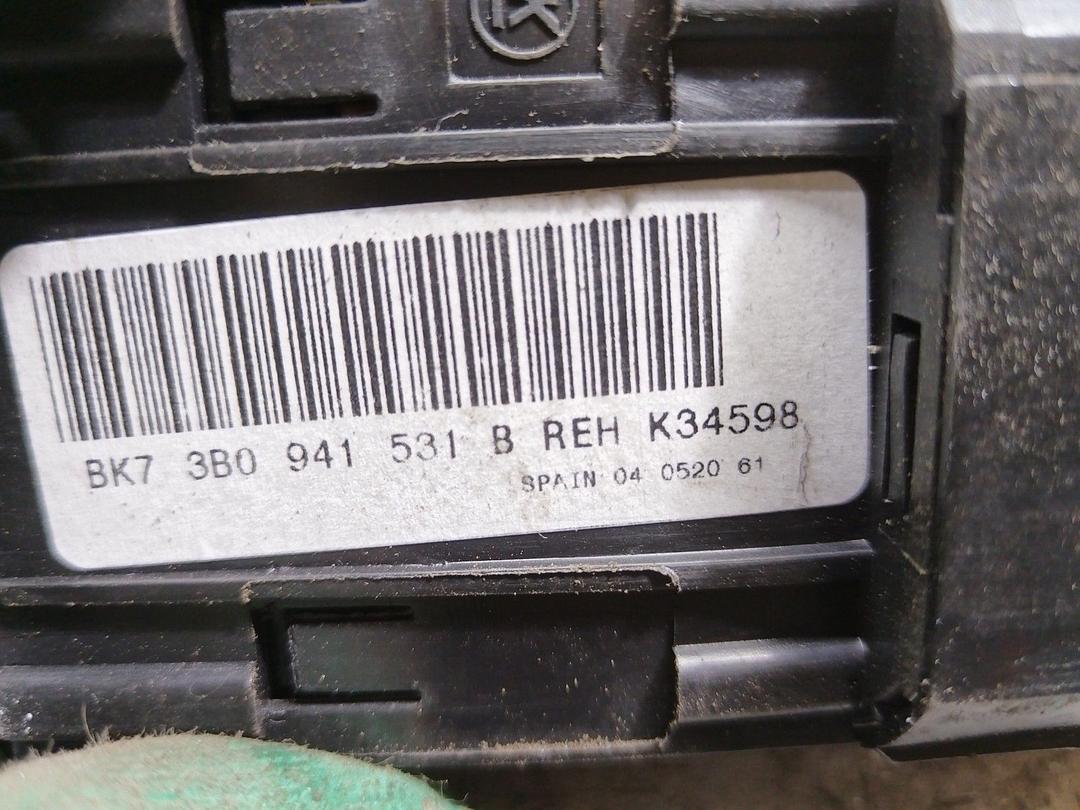 BK7 3B0 941 531 B REH K34598
SPAIN 04 0520 61